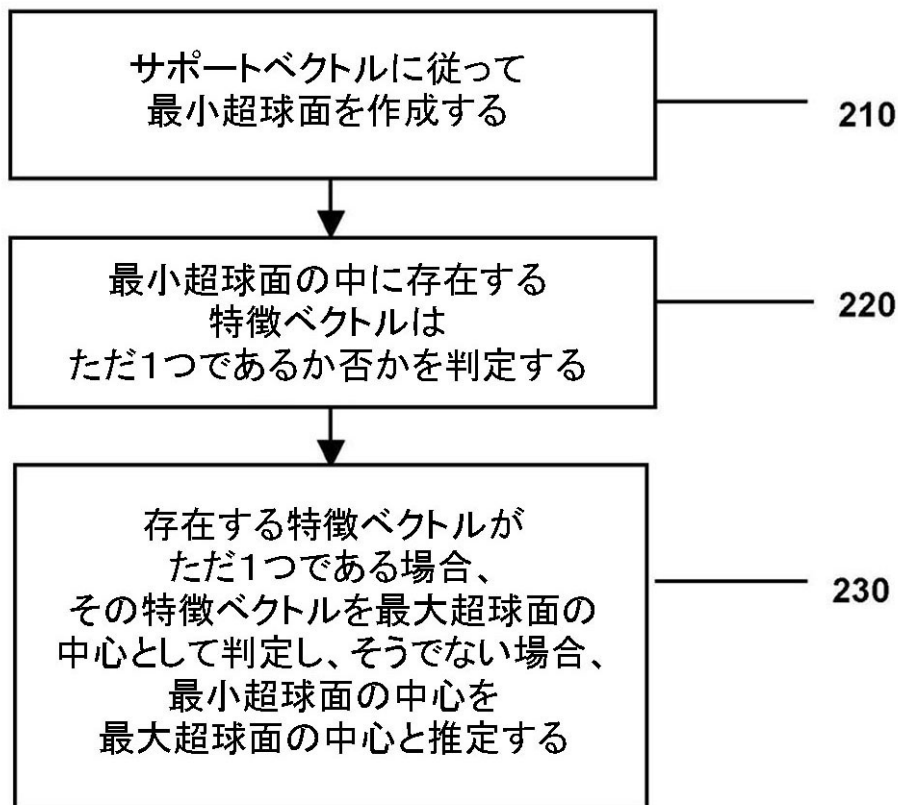 サポートベクトルに従って
最小超球面を作成する
210
最小超球面の中に存在する
特徴ベクトルは
ただ1つであるか否かを判定する
220
存在する特徴ベクトルが
ただ1つである場合、
その特徴ベクトルを最大超球面の
中心として判定し、そうでない場合、
最小超球面の中心を
最大超球面の中心と推定する
230